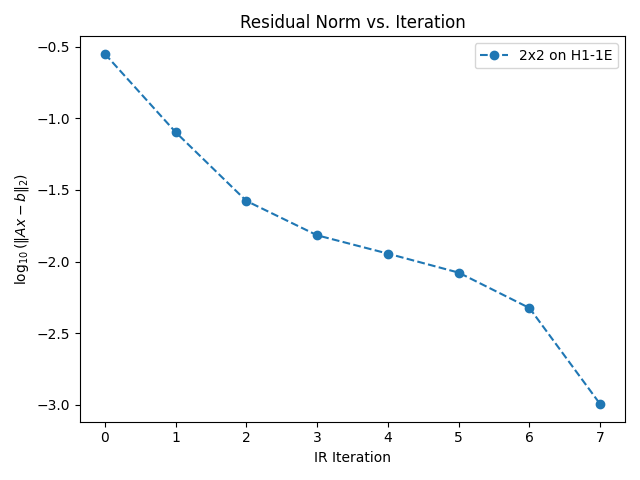 Residual Norm vs. Iteration
2x2 on H1-1E
−0.5
−1.0
−1.5
−2.0
−2.5
−3.0
log₁₀(‖Ax − b‖₂)
0 1 2 3 4 5 6 7
IR Iteration